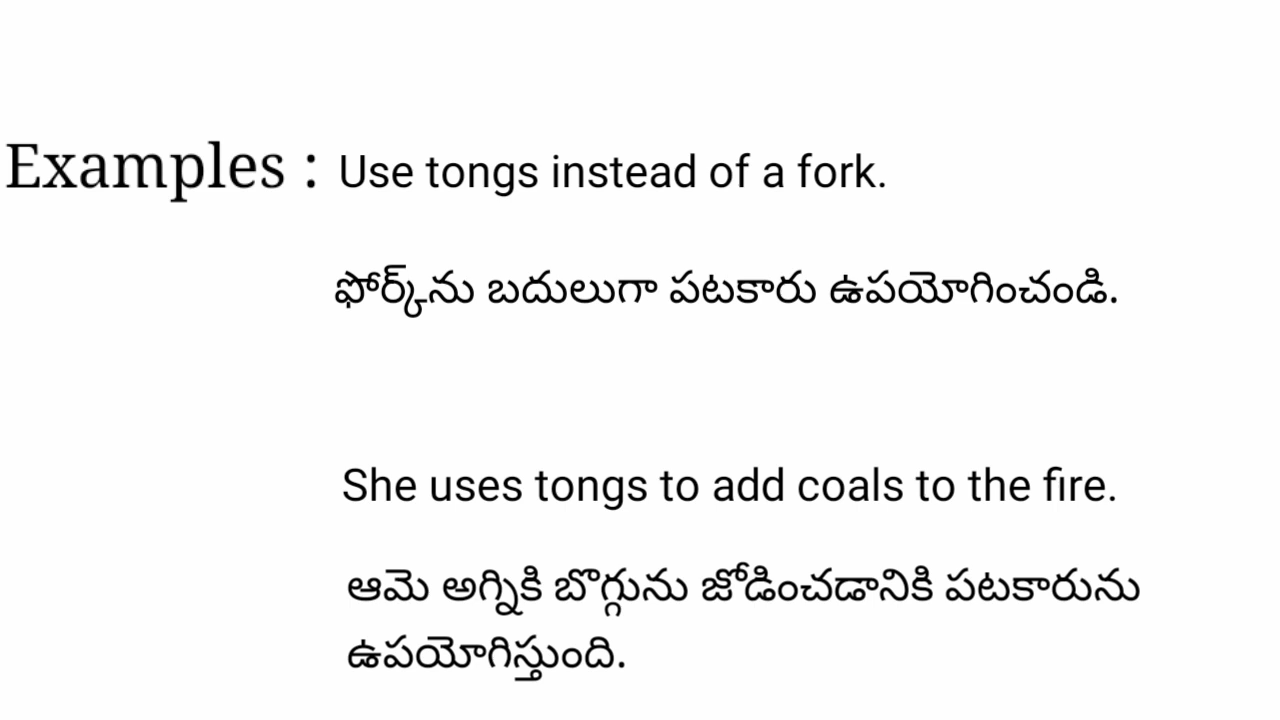 Examples : Use tongs instead of a fork.
ఫోర్క్‌ను బదులుగా పటకారు ఉపయోగించండి.
She uses tongs to add coals to the fire.
ఆమె అగ్నికి బొగ్గును జోడించడానికి పటకారును
ఉపయోగిస్తుంది.